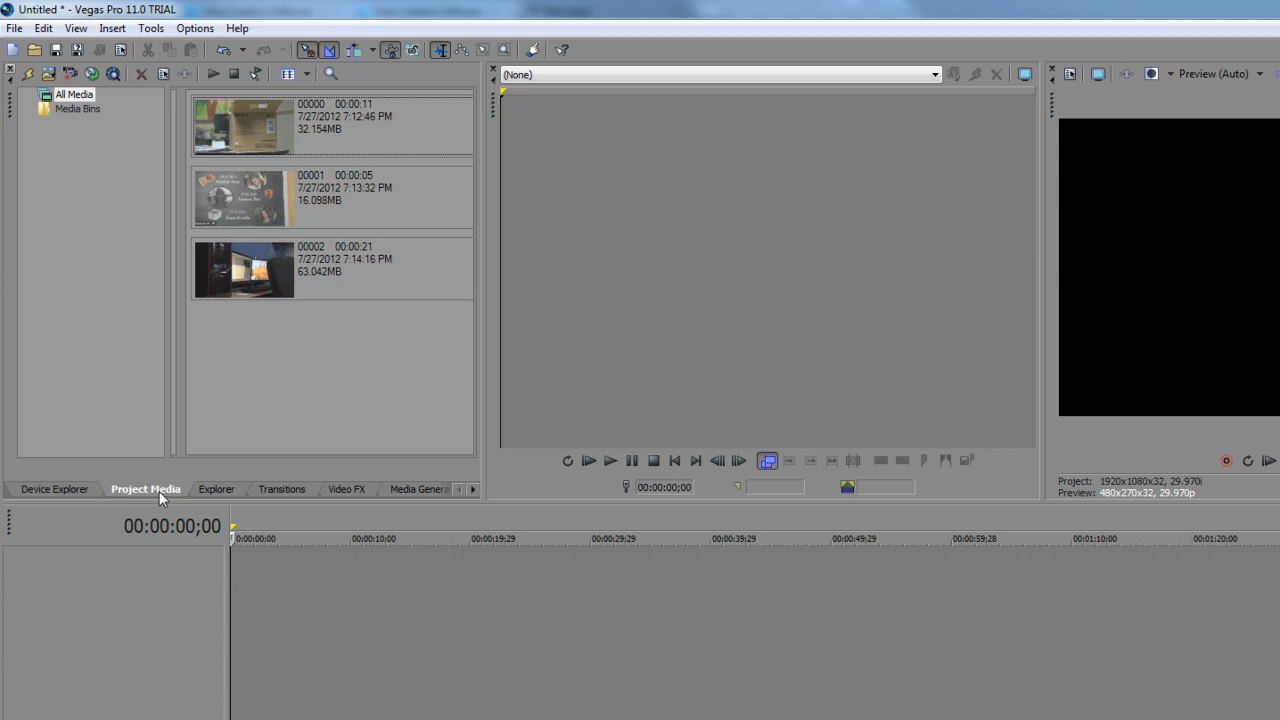 Untitled * - Vegas Pro 11.0 TRIAL
File Edit View Insert Tools Options Help
(None)
Preview (Auto)
All Media
Media Bins
00000 00:00:11
7/27/2012 7:12:46 PM
32.154MB
00001 00:00:05
7/27/2012 7:13:32 PM
16.098MB
00002 00:00:21
7/27/2012 7:14:16 PM
63.042MB
Device Explorer Project Media Explorer Transitions Video FX Media Genera
00:00:00;00
Project: 1920x1080x32, 29.970i
Preview: 480x270x32, 29.970p
00:00:00;00
0:00:00;00 00:00:10;00 00:00:19;29 00:00:29;29 00:00:39;29 00:00:49;29 00:00:59;28 00:01:10;00 00:01:20;00